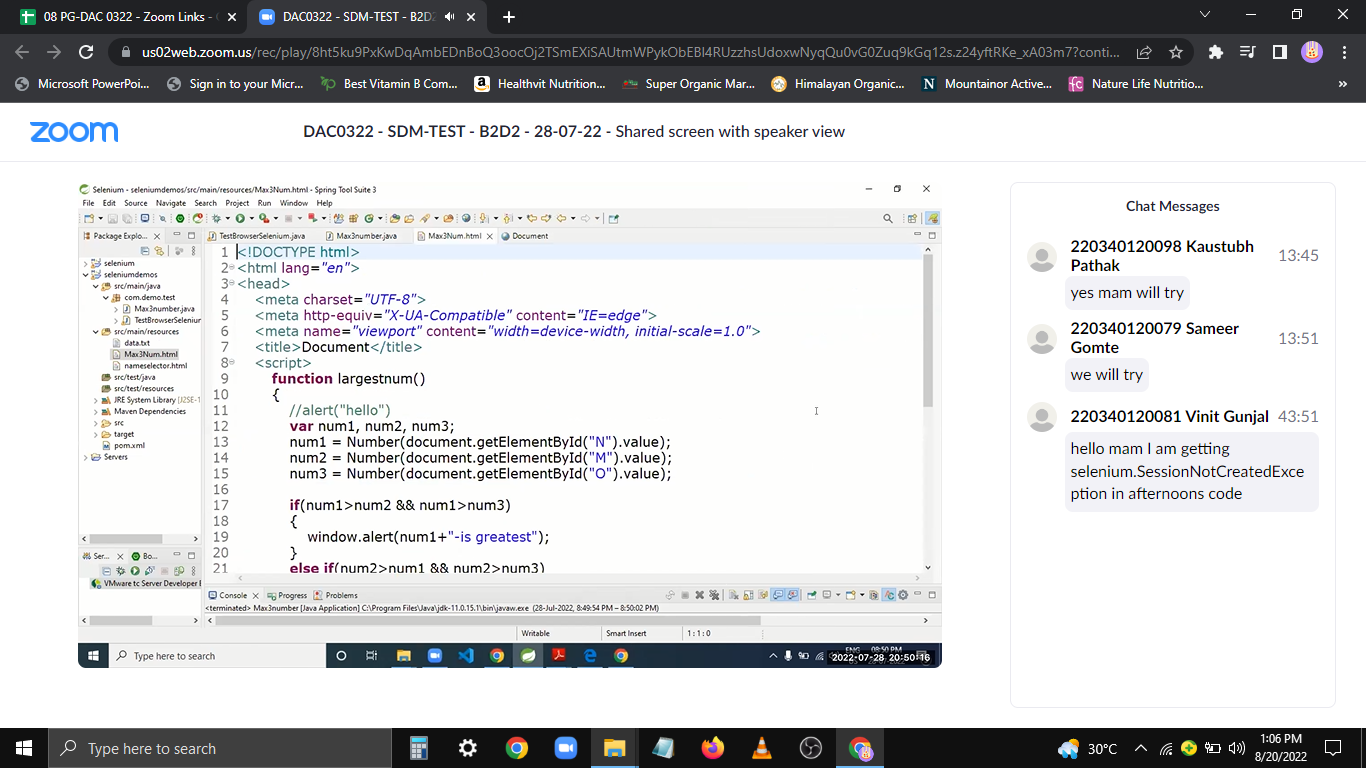 08 PG-DAC 0322 - Zoom Links -
DAC0322 - SDM-TEST - B2D2
us02web.zoom.us/rec/play/8ht5ku9PxKwDqAmbEDnBoQ3oocOj2TSmEXiSAUtmWPykObEBl4RUzzhsUdoxwNyqQu0vG0Zuq9kGq12s.z24yftRKe_xA03m7?conti...
Microsoft PowerPoi... Sign in to your Micr... Best Vitamin B Com... Healthvit Nutrition... Super Organic Mar... Himalayan Organic... Mountainor Active... Nature Life Nutritio...
zoom
DAC0322 - SDM-TEST - B2D2 - 28-07-22 - Shared screen with speaker view
Selenium - seleniumdemos/src/main/resources/Max3Num.html - Spring Tool Suite 3
File Edit Source Navigate Search Project Run Window Help
Package Explo...
TestBrowserSelenium.java Max3number.java Max3Num.html Document
selenium
seleniumdemos
src/main/java
com.demo.test
Max3number.java
TestBrowserSeleniur
src/main/resources
data.txt
Max3Num.html
nameselector.html
src/test/java
src/test/resources
JRE System Library [J2SE-1
Maven Dependencies
src
target
pom.xml
Servers
1 <!DOCTYPE html>
2 <html lang="en">
3 <head>
4 <meta charset="UTF-8">
5 <meta http-equiv="X-UA-Compatible" content="IE=edge">
6 <meta name="viewport" content="width=device-width, initial-scale=1.0">
7 <title>Document</title>
8 <script>
9 function largestnum()
10 {
11 //alert("hello")
12 var num1, num2, num3;
13 num1 = Number(document.getElementById("N").value);
14 num2 = Number(document.getElementById("M").value);
15 num3 = Number(document.getElementById("O").value);
16
17 if(num1>num2 && num1>num3)
18 {
19 window.alert(num1+"-is greatest");
20 }
21 else if(num2>num1 && num2>num3)
Ser... Bo...
VMware tc Server Developer E
Console Progress Problems
<terminated> Max3number [Java Application] C:\Program Files\Java\jdk-11.0.15.1\bin\javaw.exe (28-Jul-2022, 8:49:54 PM – 8:50:02 PM)
Writable Smart Insert 1 : 1 : 0
Type here to search
ENG 08:50 PM
2022-07-28 20:50:16
Chat Messages
220340120098 Kaustubh Pathak 13:45
yes mam will try
220340120079 Sameer Gomte 13:51
we will try
220340120081 Vinit Gunjal 43:51
hello mam I am getting
selenium.SessionNotCreatedExce
ption in afternoons code
Type here to search
30°C
1:06 PM
8/20/2022